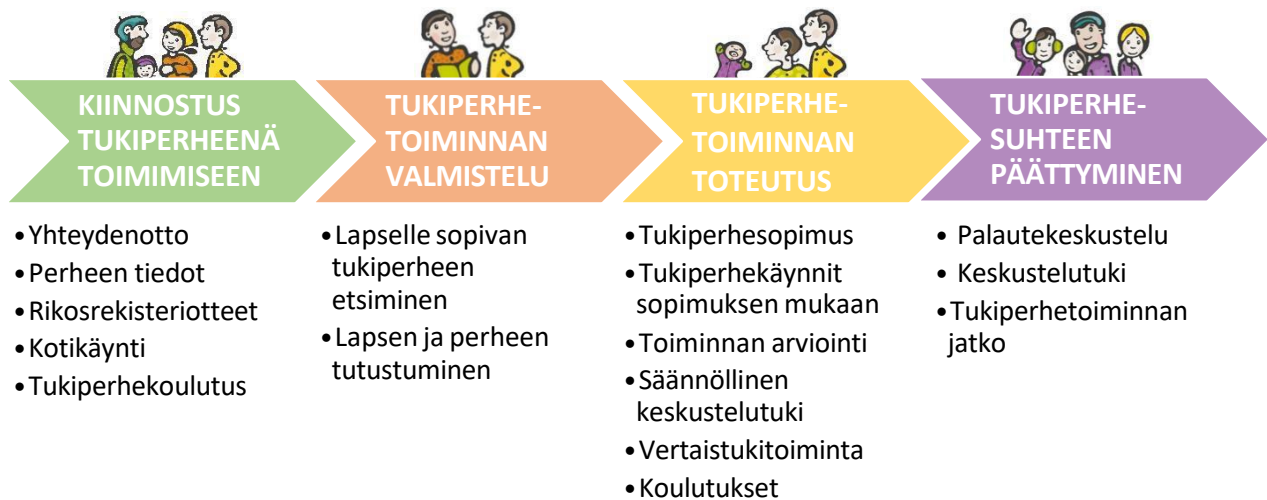 KIINNOSTUS
TUKIPERHEENÄ
TOIMIMISEEN
•Yhteydenotto
•Perheen tiedot
•Rikosrekisteriotteet
•Kotikäynti
•Tukiperhekoulutus
TUKIPERHE-
TOIMINNAN
VALMISTELU
•Lapselle sopivan
tukiperheen
etsiminen
•Lapsen ja perheen
tutustuminen
TUKIPERHE-
TOIMINNAN
TOTEUTUS
•Tukiperhesopimus
•Tukiperhekäynnit
sopimuksen mukaan
•Toiminnan arviointi
•Säännöllinen
keskustelutuki
•Vertaistukitoiminta
•Koulutukset
TUKIPERHE-
SUHTEEN
PÄÄTTYMINEN
• Palautekeskustelu
• Keskustelutuki
•Tukiperhetoiminnan
jatko